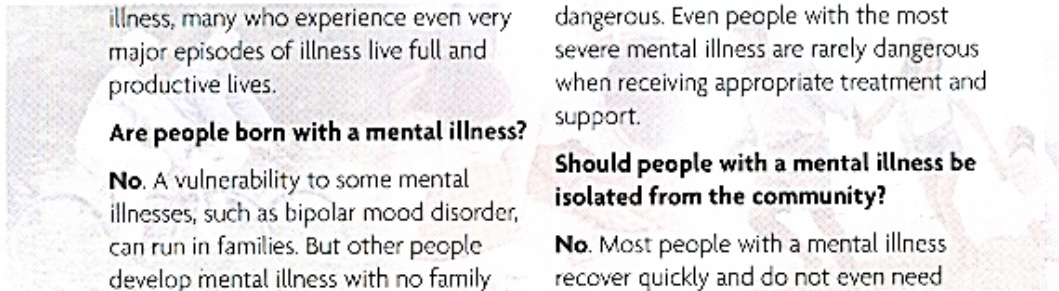 illness, many who experience even very
major episodes of illness live full and
productive lives.
Are people born with a mental illness?
No. A vulnerability to some mental
illnesses, such as bipolar mood disorder,
can run in families. But other people
develop mental illness with no family
dangerous. Even people with the most
severe mental illness are rarely dangerous
when receiving appropriate treatment and
support.
Should people with a mental illness be
isolated from the community?
No. Most people with a mental illness
recover quickly and do not even need